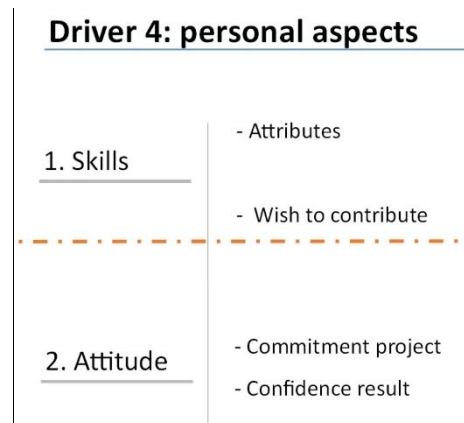 Driver 4: personal aspects
- Attributes
1. Skills
- Wish to contribute
- Commitment project
2. Attitude
- Confidence result